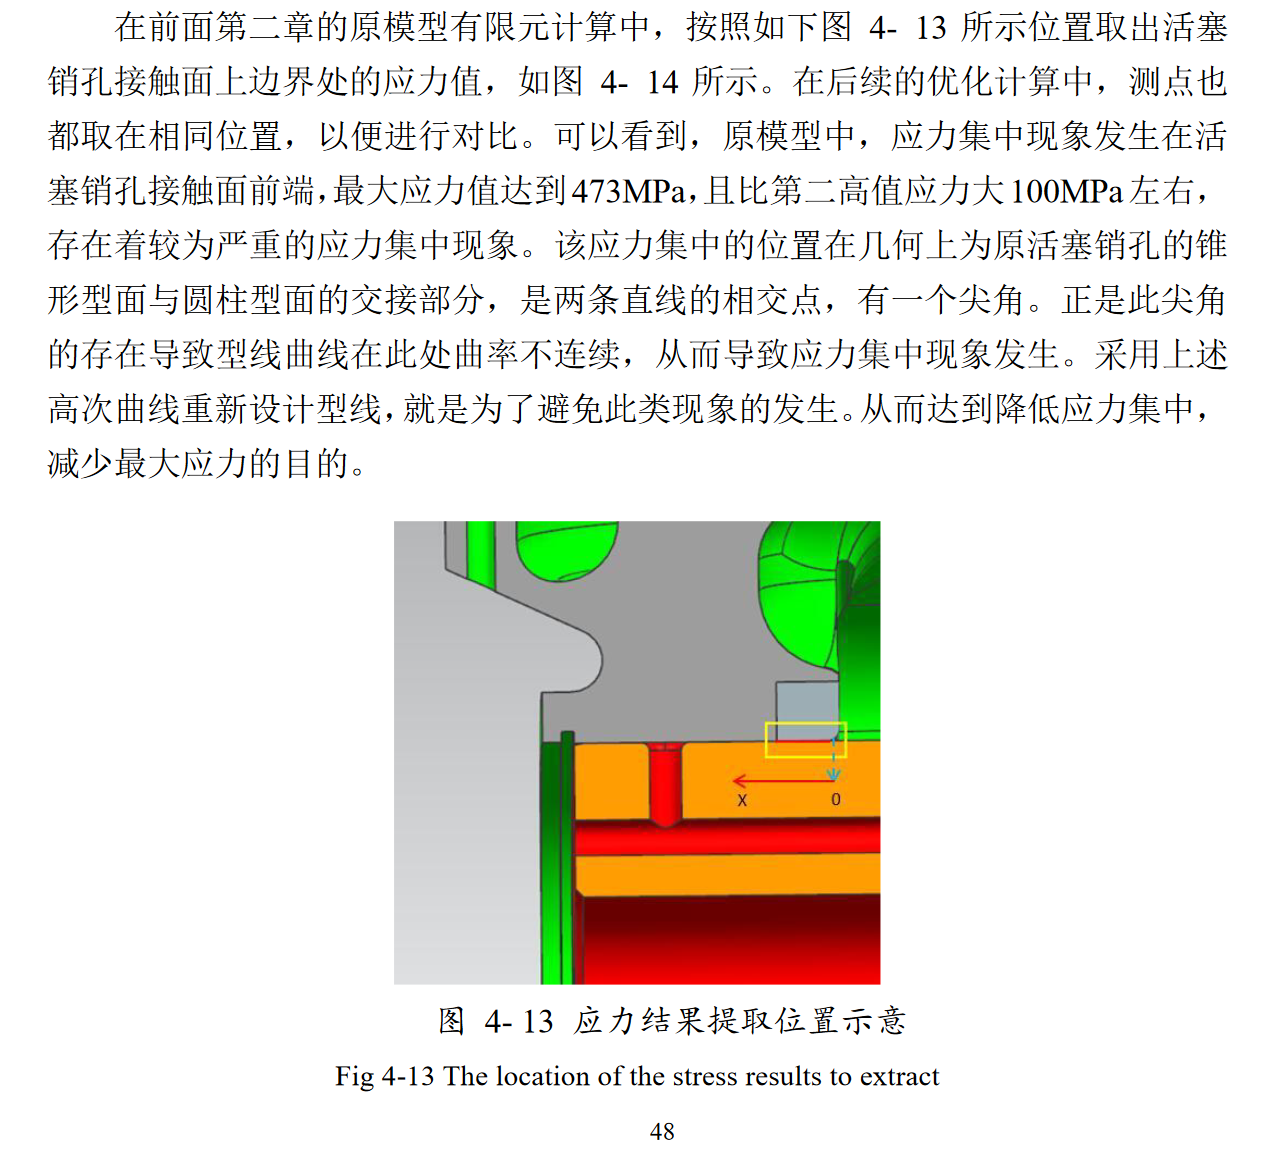 在前面第二章的原模型有限元计算中，按照如下图 4- 13 所示位置取出活塞
销孔接触面上边界处的应力值，如图 4- 14 所示。在后续的优化计算中，测点也
都取在相同位置，以便进行对比。可以看到，原模型中，应力集中现象发生在活
塞销孔接触面前端，最大应力值达到 473MPa，且比第二高值应力大 100MPa 左右，
存在着较为严重的应力集中现象。该应力集中的位置在几何上为原活塞销孔的锥
形型面与圆柱型面的交接部分，是两条直线的相交点，有一个尖角。正是此尖角
的存在导致型线曲线在此处曲率不连续，从而导致应力集中现象发生。采用上述
高次曲线重新设计型线，就是为了避免此类现象的发生。从而达到降低应力集中，
减少最大应力的目的。
X 0
图 4- 13 应力结果提取位置示意
Fig 4-13 The location of the stress results to extract
48